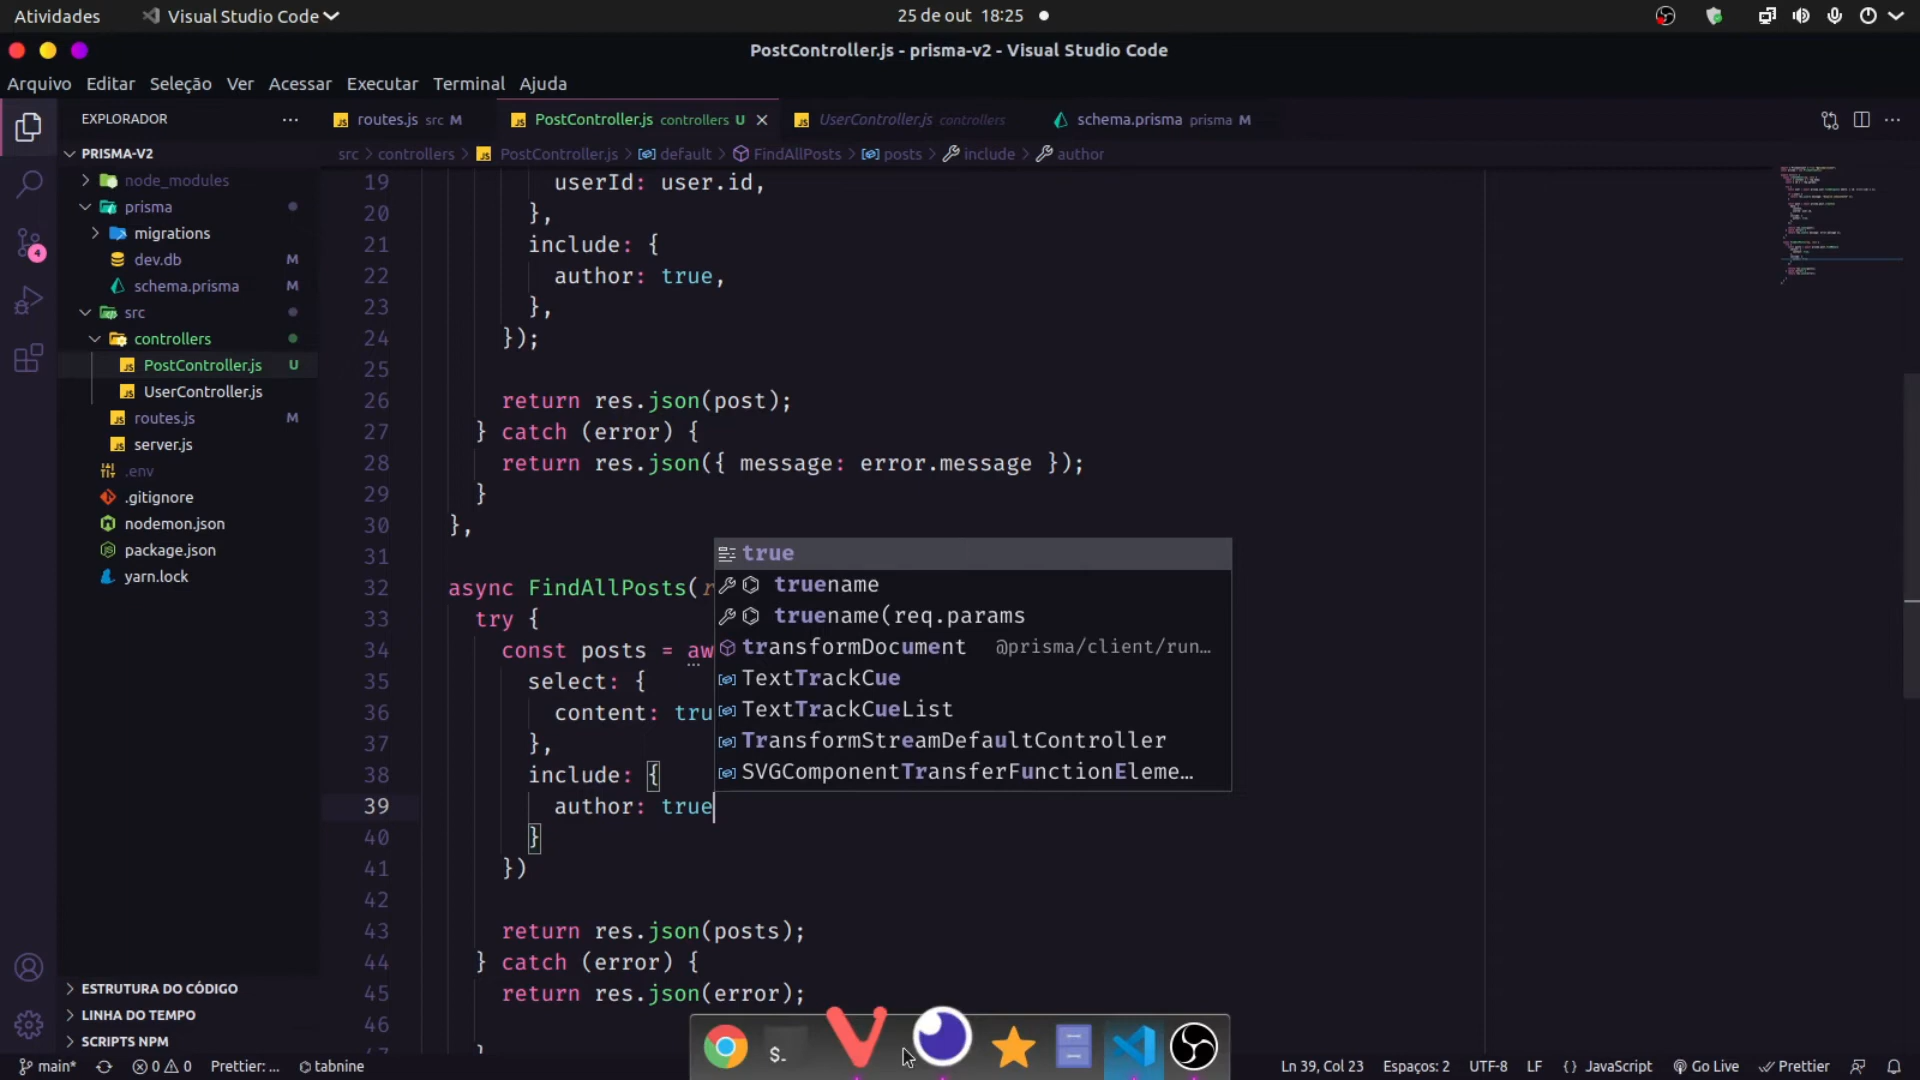 Atividades
Visual Studio Code
25 de out 18:25
PostController.js - prisma-v2 - Visual Studio Code
Arquivo Editar Seleção Ver Acessar Executar Terminal Ajuda
EXPLORADOR
routes.js src M
PostController.js controllers U
UserController.js controllers
schema.prisma prisma M
PRISMA-V2
src > controllers > PostController.js > default > FindAllPosts > posts > include > author
node_modules
prisma
migrations
dev.db M
schema.prisma M
src
controllers
PostController.js U
UserController.js
routes.js M
server.js
.env
.gitignore
nodemon.json
package.json
yarn.lock
4
19 userId: user.id,
20 },
21 include: {
22 author: true,
23 },
24 });
25
26 return res.json(post);
27 } catch (error) {
28 return res.json({ message: error.message });
29 }
30 },
31
32 async FindAllPosts(r
33 try {
34 const posts = aw
35 select: {
36 content: tru
37 },
38 include: {
39 author: true
40 }
41 })
42
43 return res.json(posts);
44 } catch (error) {
45 return res.json(error);
46
true
truename
truename(req.params
transformDocument @prisma/client/run...
TextTrackCue
TextTrackCueList
TransformStreamDefaultController
SVGComponentTransferFunctionEleme...
ESTRUTURA DO CÓDIGO
LINHA DO TEMPO
SCRIPTS NPM
$_
main* 0 0 Prettier: ... tabnine
Ln 39, Col 23 Espaços: 2 UTF-8 LF {} JavaScript Go Live Prettier